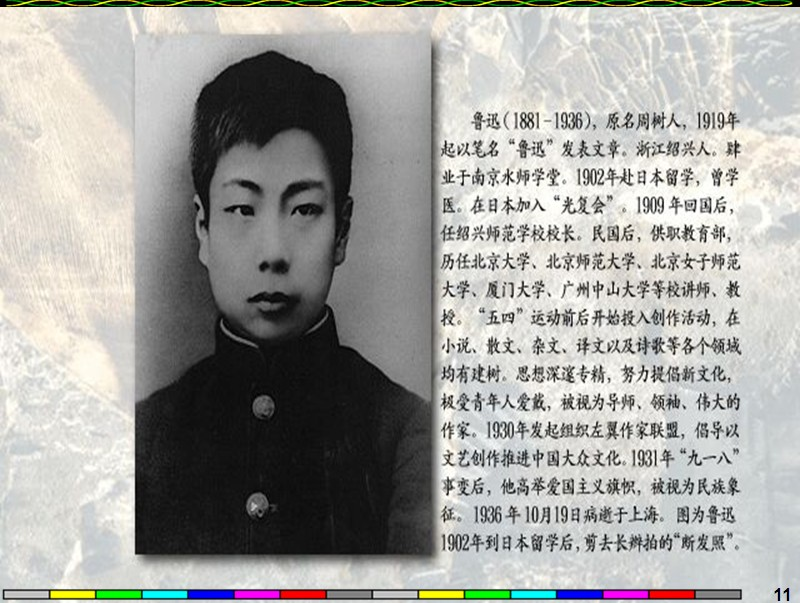 鲁迅(1881-1936)，原名周树人，1919年
起以笔名“鲁迅”发表文章。浙江绍兴人。肄
业于南京水师学堂。1902年赴日本留学，曾学
医。在日本加入“光复会”。1909年回国后，
任绍兴师范学校校长。民国后，供职教育部，
历任北京大学、北京师范大学、北京女子师范
大学、厦门大学、广州中山大学等校讲师、教
授。“五四”运动前后开始投入创作活动，在
小说、散文、杂文、译文以及诗歌等各个领域
均有建树。思想深邃专精，努力提倡新文化，
极受青年人爱戴，被视为导师、领袖、伟大的
作家。1930年发起组织左翼作家联盟，倡导以
文艺创作推进中国大众文化。1931年“九一八”
事变后，他高举爱国主义旗帜，被视为民族象
征。1936年10月19日病逝于上海。图为鲁迅
1902年到日本留学后，剪去长辫拍的“断发照”。
11